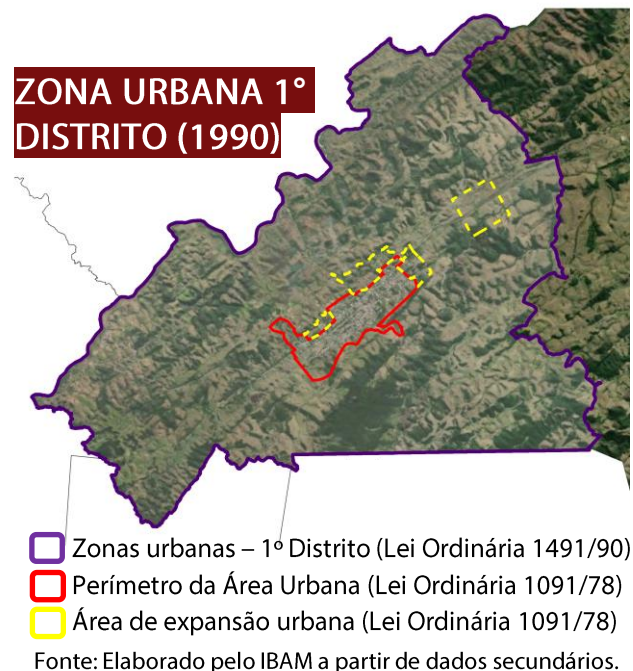 ZONA URBANA 1°
DISTRITO (1990)
Zonas urbanas – 1º Distrito (Lei Ordinária 1491/90)
Perímetro da Área Urbana (Lei Ordinária 1091/78)
Área de expansão urbana (Lei Ordinária 1091/78)
Fonte: Elaborado pelo IBAM a partir de dados secundários.